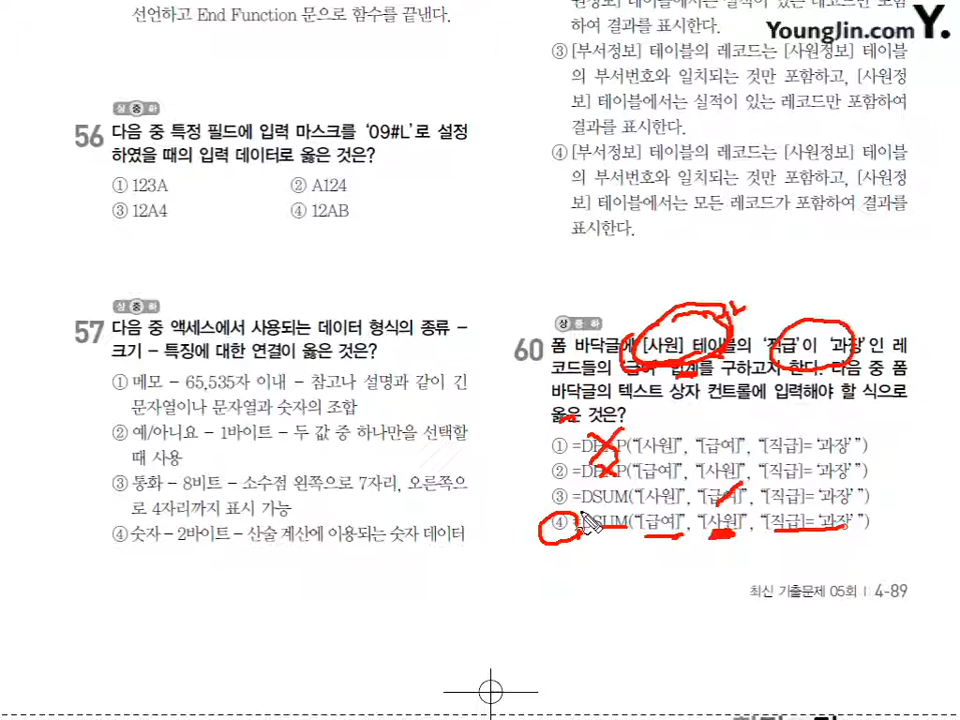 선언하고 End Function 문으로 함수를 끝낸다.
상 중 하
56 다음 중 특정 필드에 입력 마스크를 ‘09#L’로 설정
하였을 때의 입력 데이터로 옳은 것은?
① 123A ② A124
③ 12A4 ④ 12AB
상 중 하
57 다음 중 액세스에서 사용되는 데이터 형식의 종류 –
크기 – 특징에 대한 연결이 옳은 것은?
① 메모 – 65,535자 이내 – 참고나 설명과 같이 긴
문자열이나 문자열과 숫자의 조합
② 예/아니요 – 1바이트 – 두 값 중 하나만을 선택할
때 사용
③ 통화 – 8비트 – 소수점 왼쪽으로 7자리, 오른쪽으
로 4자리까지 표시 가능
④ 숫자 – 2바이트 – 산술 계산에 이용되는 숫자 데이터
YoungJin.com Y.
하여 결과를 표시한다.
③ [부서정보] 테이블의 레코드는 [사원정보] 테이블
의 부서번호와 일치되는 것만 포함하고, [사원정
보] 테이블에서는 실적이 있는 레코드만 포함하여
결과를 표시한다.
④ [부서정보] 테이블의 레코드는 [사원정보] 테이블
의 부서번호와 일치되는 것만 포함하고, [사원정
보] 테이블에서는 모든 레코드가 포함하여 결과를
표시한다.
상 중 하
60 폼 바닥글에 [사원] 테이블의 ‘직급’이 ‘과장’인 레
코드들의 급여 합계를 구하고자 한다. 다음 중 폼
바닥글의 텍스트 상자 컨트롤에 입력해야 할 식으로
옳은 것은?
① ("[사원]", "[급여]", "[직급]=‘과장’")
② ("[급여]", "[사원]", "[직급]=‘과장’")
③ =DSUM("[사원]", "[급여]", "[직급]=‘과장’")
④ =DSUM("[급여]", "[사원]", "[직급]=‘과장’")
최신 기출문제 05회 4-89